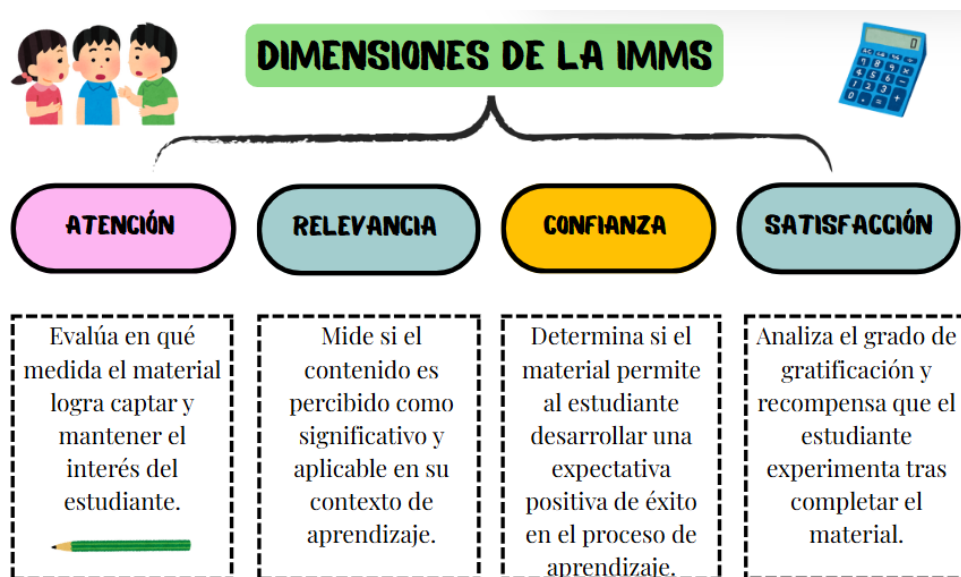 DIMENSIONES DE LA IMMS
ATENCIÓN
RELEVANCIA
CONFIANZA
SATISFACCIÓN
Evalúa en qué
medida el material
logra captar y
mantener el
interés del
estudiante.
Mide si el
contenido es
percibido como
significativo y
aplicable en su
contexto de
aprendizaje.
Determina si el
material permite
al estudiante
desarrollar una
expectativa
positiva de éxito
en el proceso de
aprendizaje.
Analiza el grado de
gratificación y
recompensa que el
estudiante
experimenta tras
completar el
material.